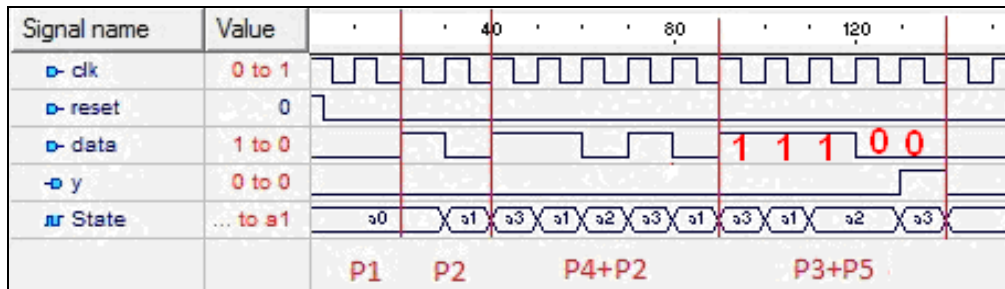 Signal name Value 40 80 120
clk 0 to 1
reset 0
data 1 to 0 1 1 1 0 0
y 0 to 0
State ... to s1 s0 s1 s3 s1 s2 s3 s1 s3 s1 s2 s3
P1 P2 P4+P2 P3+P5